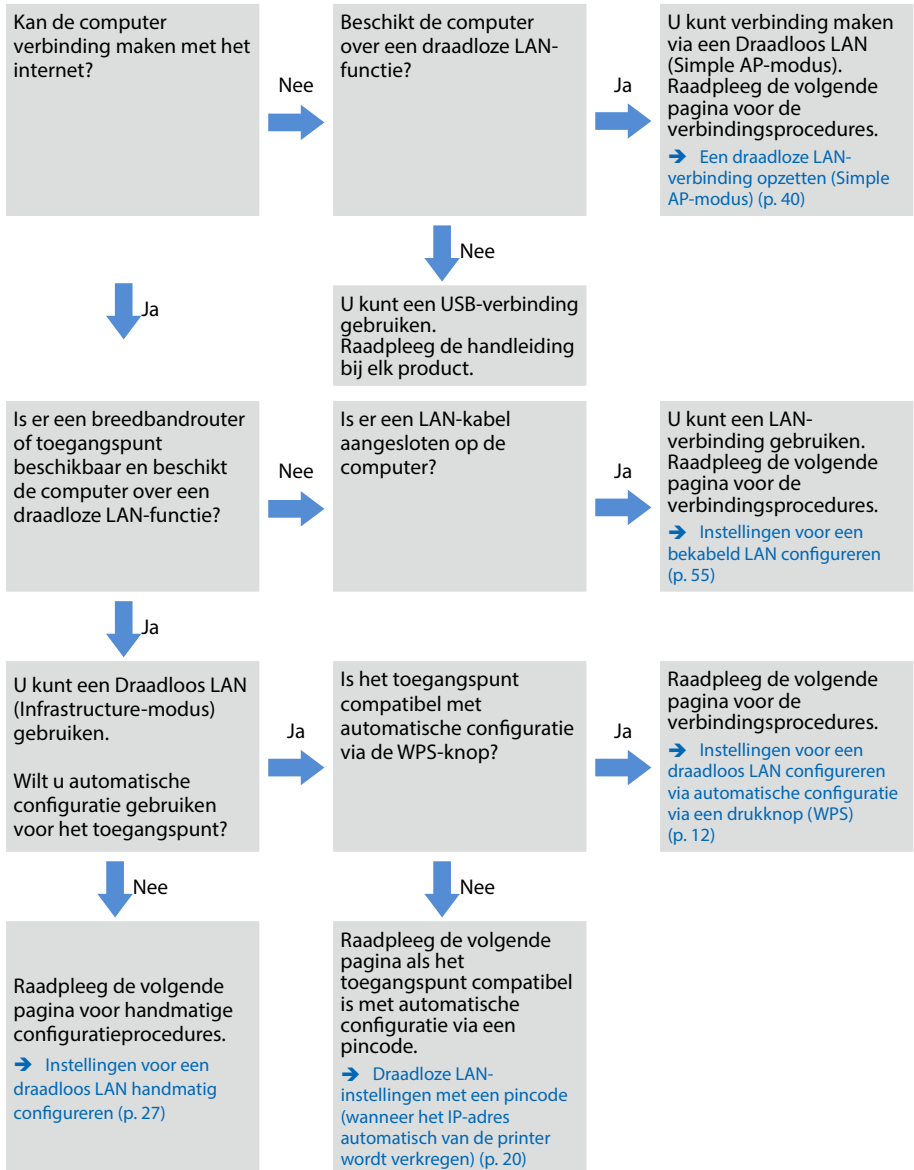 Kan de computer
verbinding maken met het
internet?
Nee
Beschikt de computer
over een draadloze LAN-
functie?
Ja
U kunt verbinding maken
via een Draadloos LAN
(Simple AP-modus).
Raadpleeg de volgende
pagina voor de
verbindingsprocedures.
➔ Een draadloze LAN-
verbinding opzetten (Simple
AP-modus) (p. 40)
Nee
Ja
U kunt een USB-verbinding
gebruiken.
Raadpleeg de handleiding
bij elk product.
Is er een breedbandrouter
of toegangspunt
beschikbaar en beschikt
de computer over een
draadloze LAN-functie?
Nee
Is er een LAN-kabel
aangesloten op de
computer?
Ja
U kunt een LAN-
verbinding gebruiken.
Raadpleeg de volgende
pagina voor de
verbindingsprocedures.
➔ Instellingen voor een
bekabeld LAN configureren
(p. 55)
Ja
U kunt een Draadloos LAN
(Infrastructure-modus)
gebruiken.
Wilt u automatische
configuratie gebruiken
voor het toegangspunt?
Ja
Is het toegangspunt
compatibel met
automatische configuratie
via de WPS-knop?
Ja
Raadpleeg de volgende
pagina voor de
verbindingsprocedures.
➔ Instellingen voor een
draadloos LAN configureren
via automatische configuratie
via een drukknop (WPS)
(p. 12)
Nee
Nee
Raadpleeg de volgende
pagina voor handmatige
configuratieprocedures.
➔ Instellingen voor een
draadloos LAN handmatig
configureren (p. 27)
Raadpleeg de volgende
pagina als het
toegangspunt compatibel
is met automatische
configuratie via een
pincode.
➔ Draadloze LAN-
instellingen met een pincode
(wanneer het IP-adres
automatisch van de printer
wordt verkregen) (p. 20)